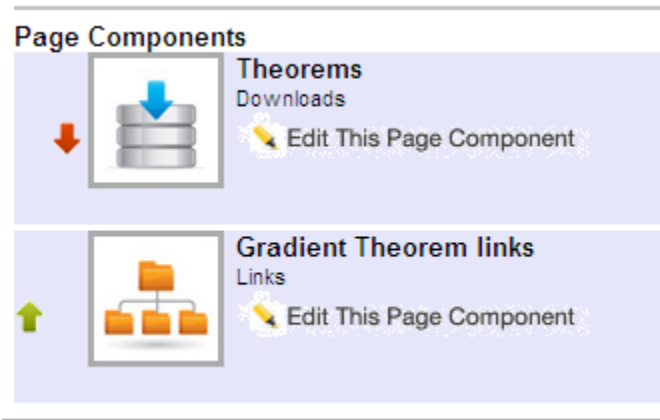 Page Components
Theorems
Downloads
Edit This Page Component
Gradient Theorem links
Links
Edit This Page Component